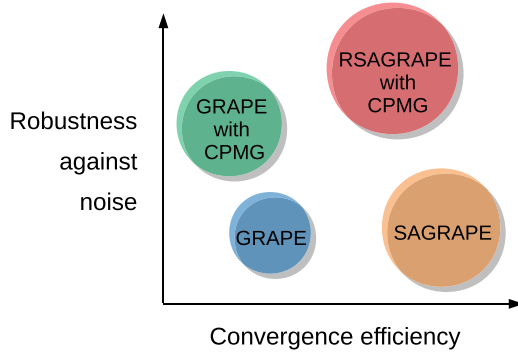 RSAGRAPE
with
CPMG
GRAPE
with
CPMG
Robustness
against
noise
GRAPE
SAGRAPE
Convergence efficiency